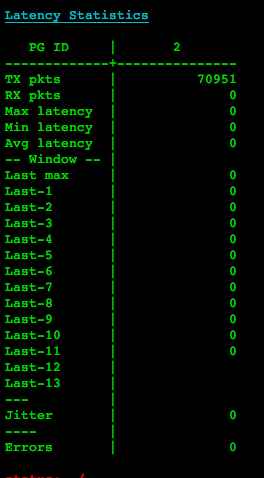 Latency Statistics
PG ID | 2
-------------+---------------
TX pkts | 70951
RX pkts | 0
Max latency | 0
Min latency | 0
Avg latency | 0
-- Window -- |
Last max | 0
Last-1 | 0
Last-2 | 0
Last-3 | 0
Last-4 | 0
Last-5 | 0
Last-6 | 0
Last-7 | 0
Last-8 | 0
Last-9 | 0
Last-10 | 0
Last-11 | 0
Last-12 |
Last-13 |
--- |
Jitter | 0
---- |
Errors | 0